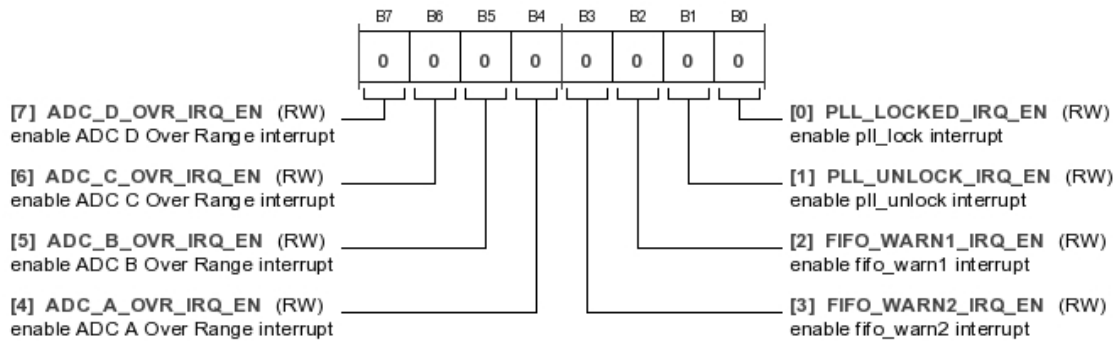 B7 B6 B5 B4 B3 B2 B1 B0
0 0 0 0 0 0 0 0
[7] ADC_D_OVR_IRQ_EN (RW)
enable ADC D Over Range interrupt
[6] ADC_C_OVR_IRQ_EN (RW)
enable ADC C Over Range interrupt
[5] ADC_B_OVR_IRQ_EN (RW)
enable ADC B Over Range interrupt
[4] ADC_A_OVR_IRQ_EN (RW)
enable ADC A Over Range interrupt
[0] PLL_LOCKED_IRQ_EN (RW)
enable pll_lock interrupt
[1] PLL_UNLOCK_IRQ_EN (RW)
enable pll_unlock interrupt
[2] FIFO_WARN1_IRQ_EN (RW)
enable fifo_warn1 interrupt
[3] FIFO_WARN2_IRQ_EN (RW)
enable fifo_warn2 interrupt